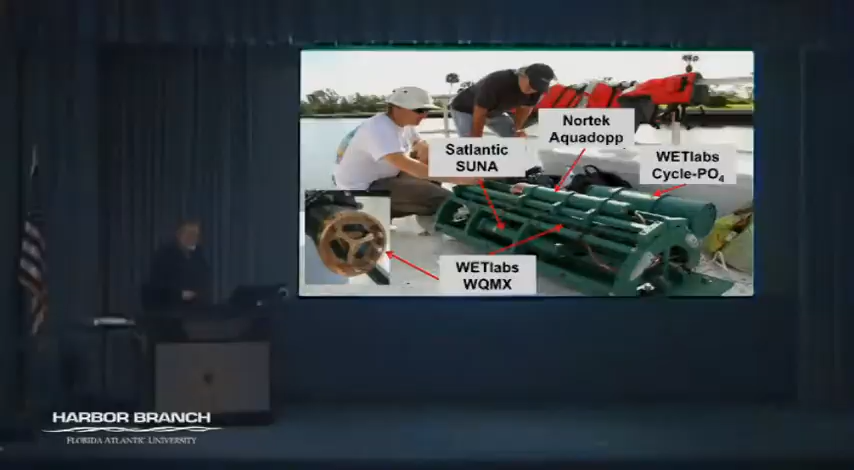 Nortek
Aquadopp
Satlantic
SUNA
WETlabs
Cycle-PO₄
WETlabs
WQMX
HARBOR BRANCH
FLORIDA ATLANTIC UNIVERSITY